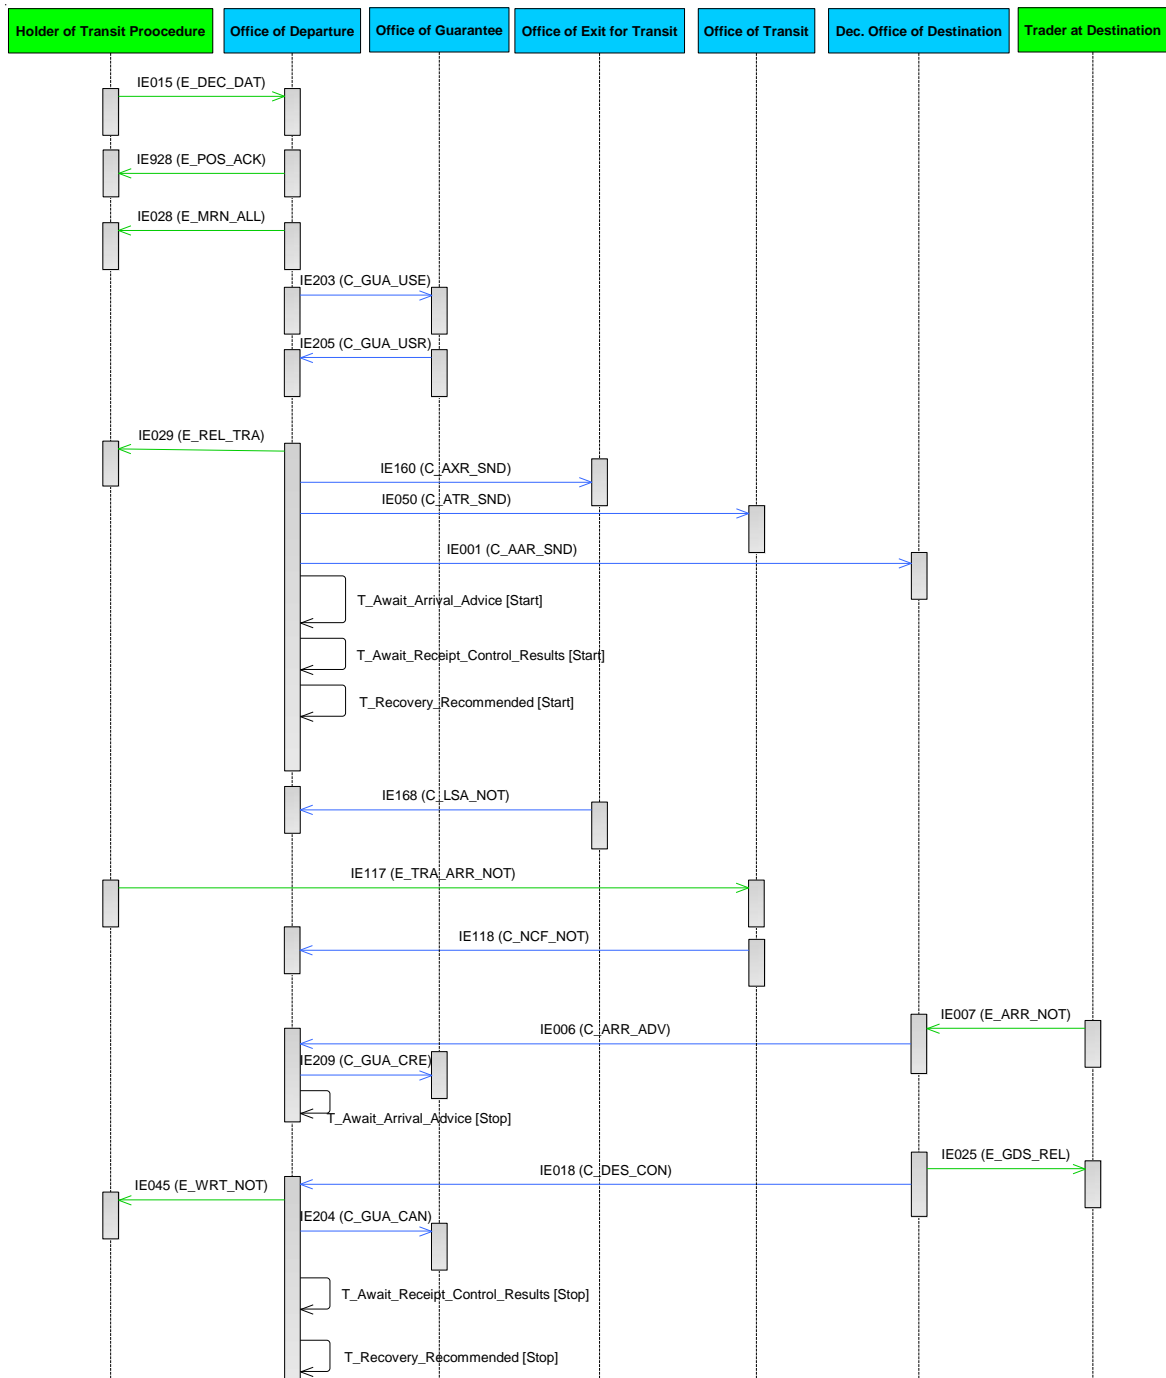 Holder of Transit Proocedure
Office of Departure
Office of Guarantee
Office of Exit for Transit
Office of Transit
Dec. Office of Destination
Trader at Destination
IE015 (E_DEC_DAT)
IE928 (E_POS_ACK)
IE028 (E_MRN_ALL)
IE203 (C_GUA_USE)
IE205 (C_GUA_USR)
IE029 (E_REL_TRA)
IE160 (C_AXR_SND)
IE050 (C_ATR_SND)
IE001 (C_AAR_SND)
T_Await_Arrival_Advice [Start]
T_Await_Receipt_Control_Results [Start]
T_Recovery_Recommended [Start]
IE168 (C_LSA_NOT)
IE117 (E_TRA_ARR_NOT)
IE118 (C_NCF_NOT)
IE007 (E_ARR_NOT)
IE006 (C_ARR_ADV)
IE209 (C_GUA_CRE)
T_Await_Arrival_Advice [Stop]
IE025 (E_GDS_REL)
IE018 (C_DES_CON)
IE045 (E_WRT_NOT)
IE204 (C_GUA_CAN)
T_Await_Receipt_Control_Results [Stop]
T_Recovery_Recommended [Stop]